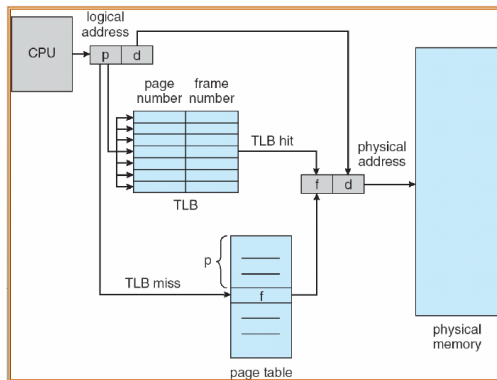 logical
address
CPU
p d
page
number
frame
number
TLB hit
physical
address
f d
TLB
p
TLB miss
f
page table
physical
memory